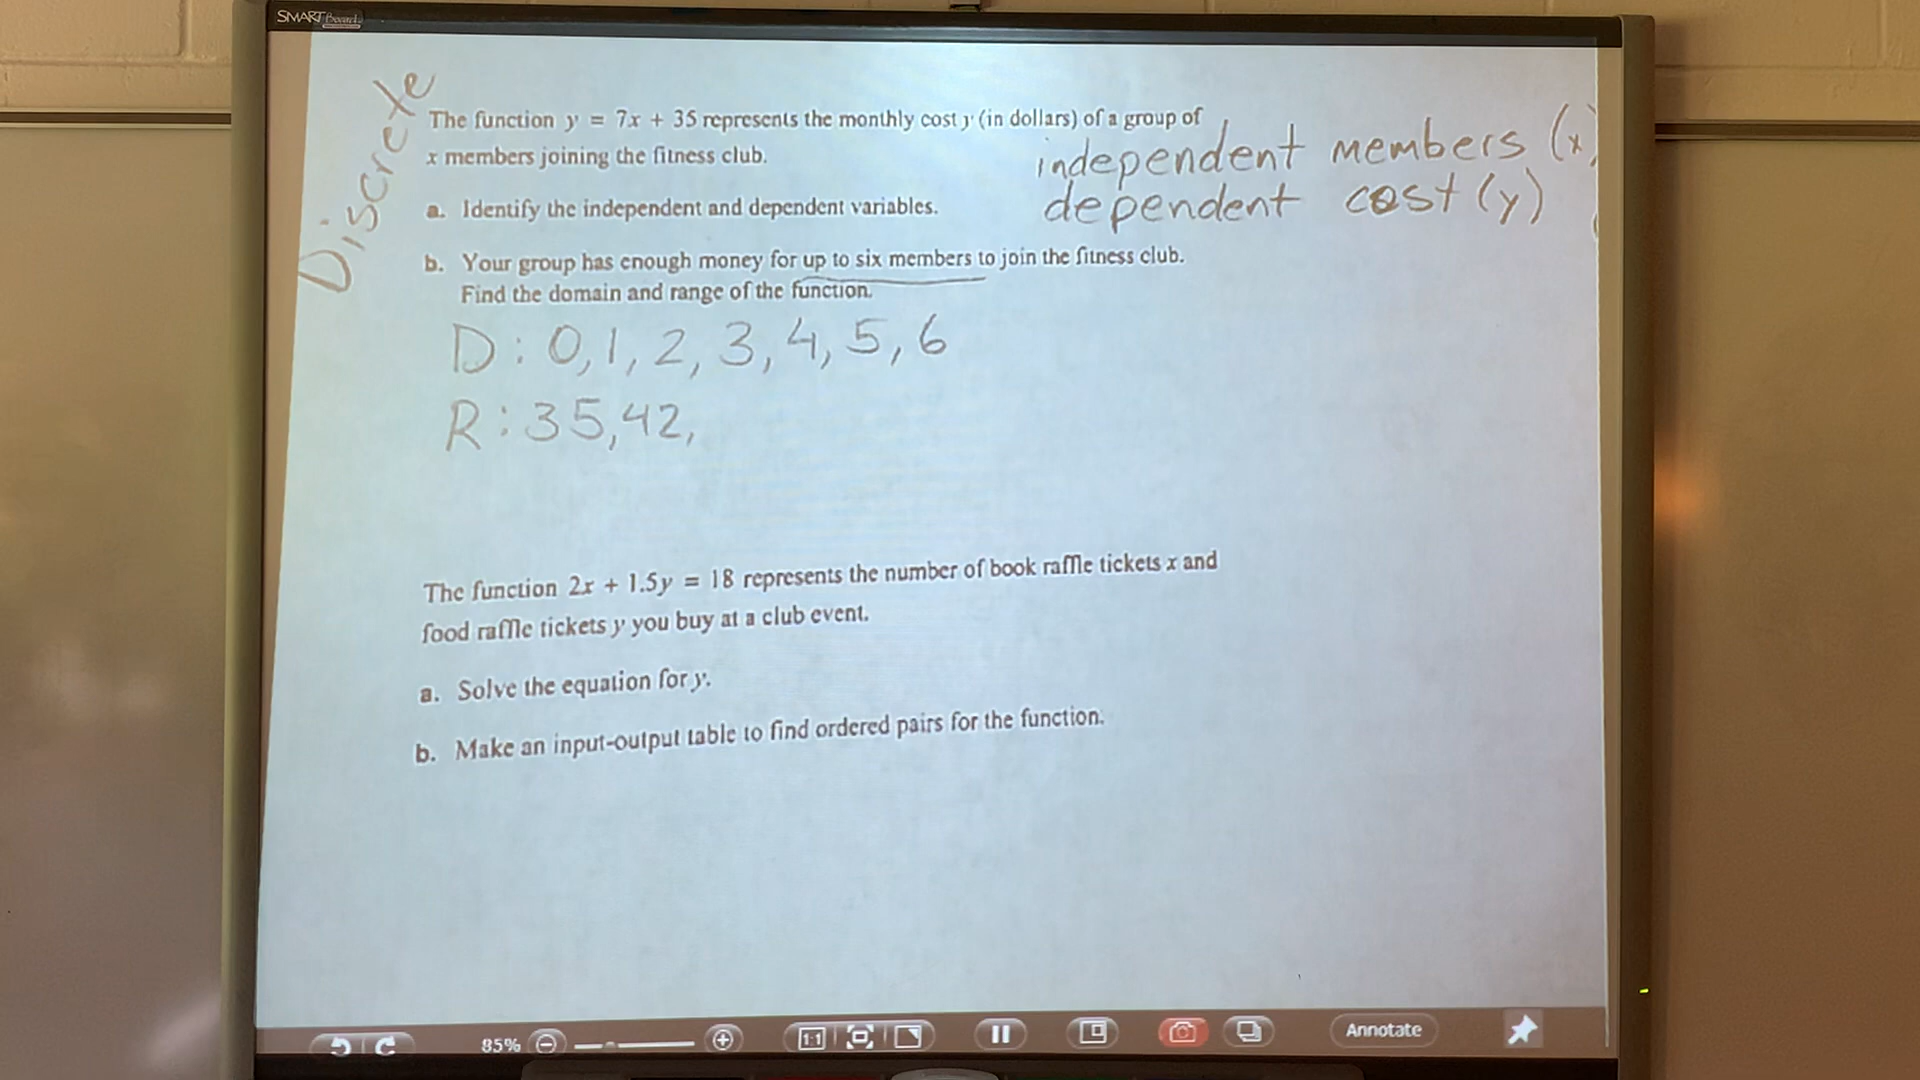 SMART Board
Discrete
The function y = 7x + 35 represents the monthly cost y (in dollars) of a group of
x members joining the fitness club.
independent members (x)
a. Identify the independent and dependent variables.
dependent cost (y)
b. Your group has enough money for up to six members to join the fitness club.
Find the domain and range of the function.
D: 0, 1, 2, 3, 4, 5, 6
R: 35, 42,
The function 2x + 1.5y = 18 represents the number of book raffle tickets x and
food raffle tickets y you buy at a club event.
a. Solve the equation for y.
b. Make an input-output table to find ordered pairs for the function.
85%
1:1
Annotate